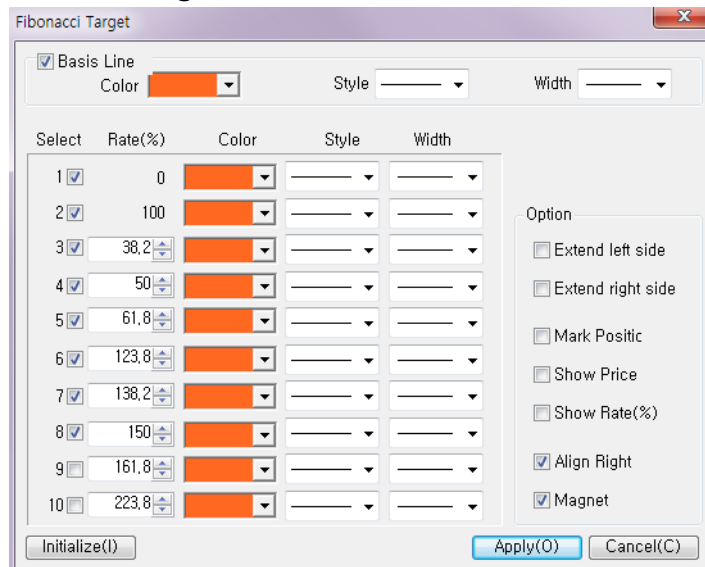 Fibonacci Target
Basis Line
Color Style Width
Select Rate(%) Color Style Width
1 0
2 100
3 38,2
4 50
5 61,8
6 123,8
7 138,2
8 150
9 161,8
10 223,8
Option
Extend left side
Extend right side
Mark Positic
Show Price
Show Rate(%)
Align Right
Magnet
Initialize(I) Apply(O) Cancel(C)